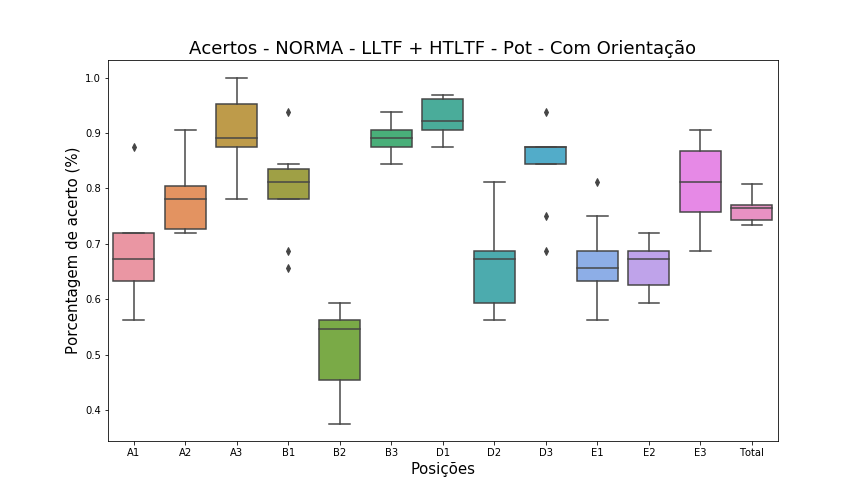 Acertos - NORMA - LLTF + HTLTF - Pot - Com Orientação
Porcentagem de acerto (%)
1.0
0.9
0.8
0.7
0.6
0.5
0.4
A1 A2 A3 B1 B2 B3 D1 D2 D3 E1 E2 E3 Total
Posições